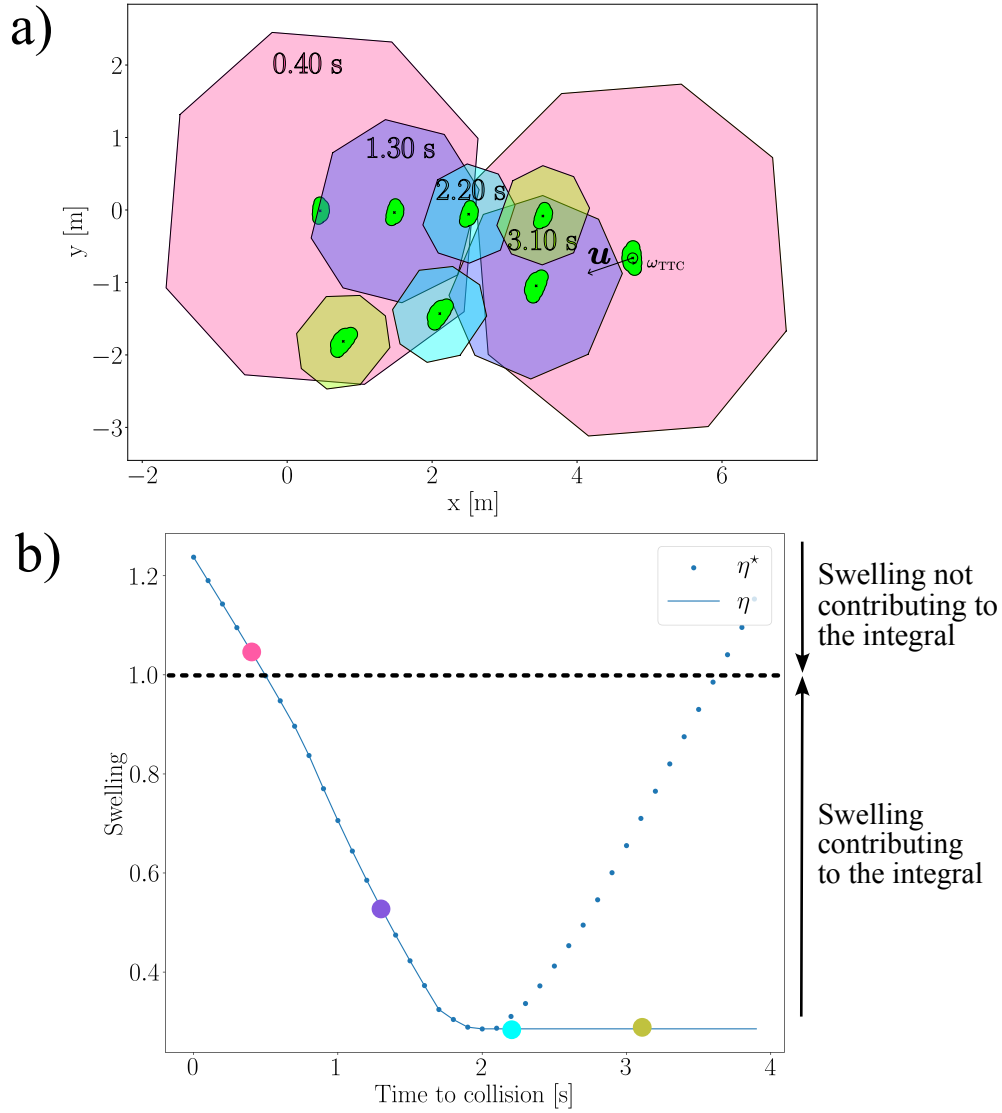 a)
0.40 s
1.30 s
2.20 s
3.10 s
u
ω_TTC
2
1
0
−1
−2
−3
y [m]
−2
0
2
4
6
x [m]
b)
η⋆
η
1.2
1.0
0.8
0.6
0.4
Swelling
0
1
2
3
4
Time to collision [s]
Swelling not
contributing to
the integral
Swelling
contributing
to the integral